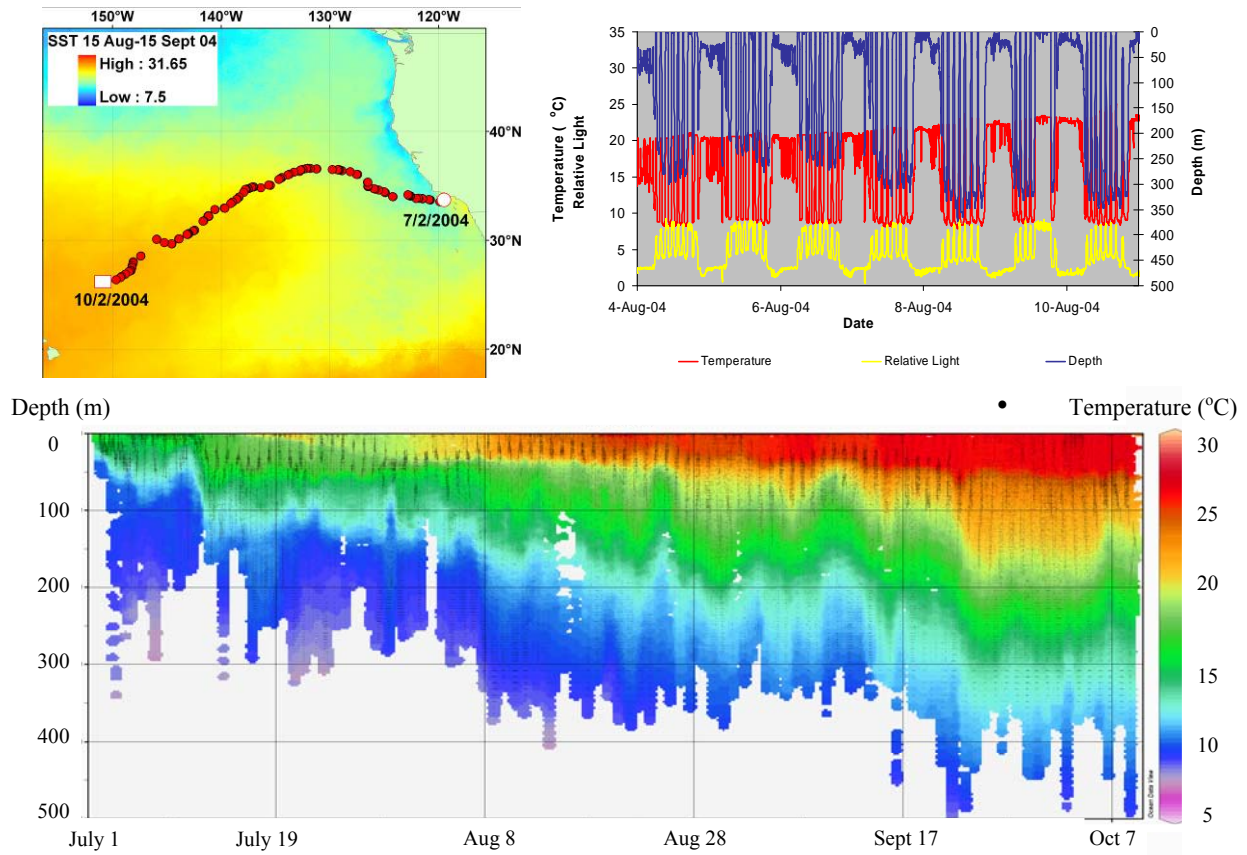 150°W 140°W 130°W 120°W
SST 15 Aug-15 Sept 04
High : 31.65
Low : 7.5
40°N
30°N
20°N
7/2/2004
10/2/2004
35
30
25
20
15
10
5
0
Temperature ( °C)
Relative Light
0
50
100
150
200
250
300
350
400
450
500
Depth (m)
4-Aug-04 6-Aug-04 8-Aug-04 10-Aug-04
Date
Temperature Relative Light Depth
Depth (m)
• Temperature (°C)
0
100
200
300
400
500
30
25
20
15
10
5
Ocean Data View
July 1 July 19 Aug 8 Aug 28 Sept 17 Oct 7